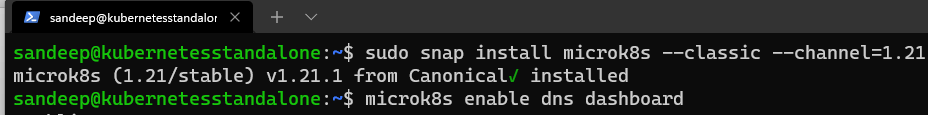 sandeep@kubernetesstandalor
sandeep@kubernetesstandalone:~$ sudo snap install microk8s --classic --channel=1.21
microk8s (1.21/stable) v1.21.1 from Canonical✓ installed
sandeep@kubernetesstandalone:~$ microk8s enable dns dashboard